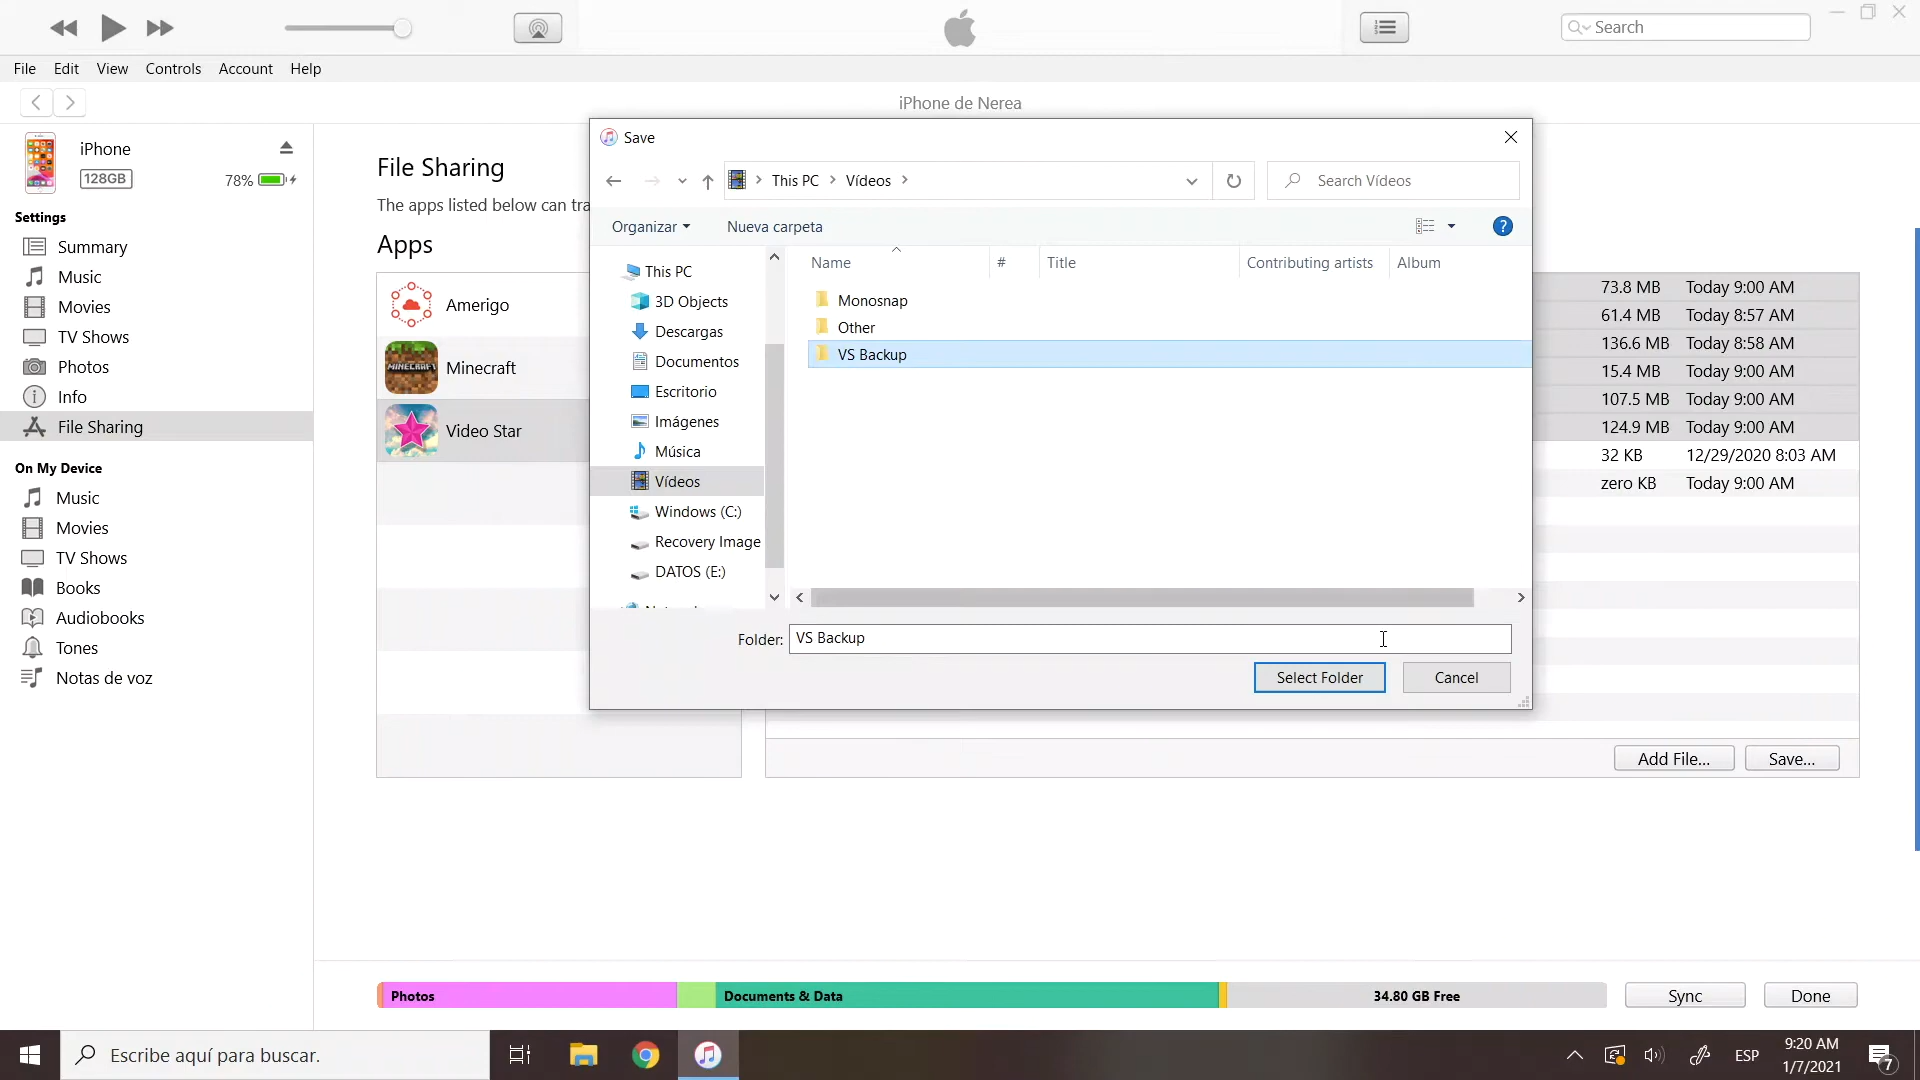 Search
File Edit View Controls Account Help
iPhone de Nerea
iPhone
128GB
78%
Settings
Summary
Music
Movies
TV Shows
Photos
Info
File Sharing
On My Device
Music
Movies
TV Shows
Books
Audiobooks
Tones
Notas de voz
File Sharing
The apps listed below can
Apps
Amerigo
MINECRAFT
Minecraft
Video Star
Save
This PC Vídeos
Search Vídeos
Organizar Nueva carpeta
?
This PC
3D Objects
Descargas
Documentos
Escritorio
Imágenes
Música
Vídeos
Windows (C:)
Recovery Image
DATOS (E:)
Name # Title Contributing artists Album
Monosnap
Other
VS Backup
Folder: VS Backup
Select Folder Cancel
73.8 MB Today 9:00 AM
61.4 MB Today 8:57 AM
136.6 MB Today 8:58 AM
15.4 MB Today 9:00 AM
107.5 MB Today 9:00 AM
124.9 MB Today 9:00 AM
32 KB 12/29/2020 8:03 AM
zero KB Today 9:00 AM
Add File... Save...
Photos Documents & Data 34.80 GB Free Sync Done
Escribe aquí para buscar.
ESP
9:20 AM
1/7/2021
7